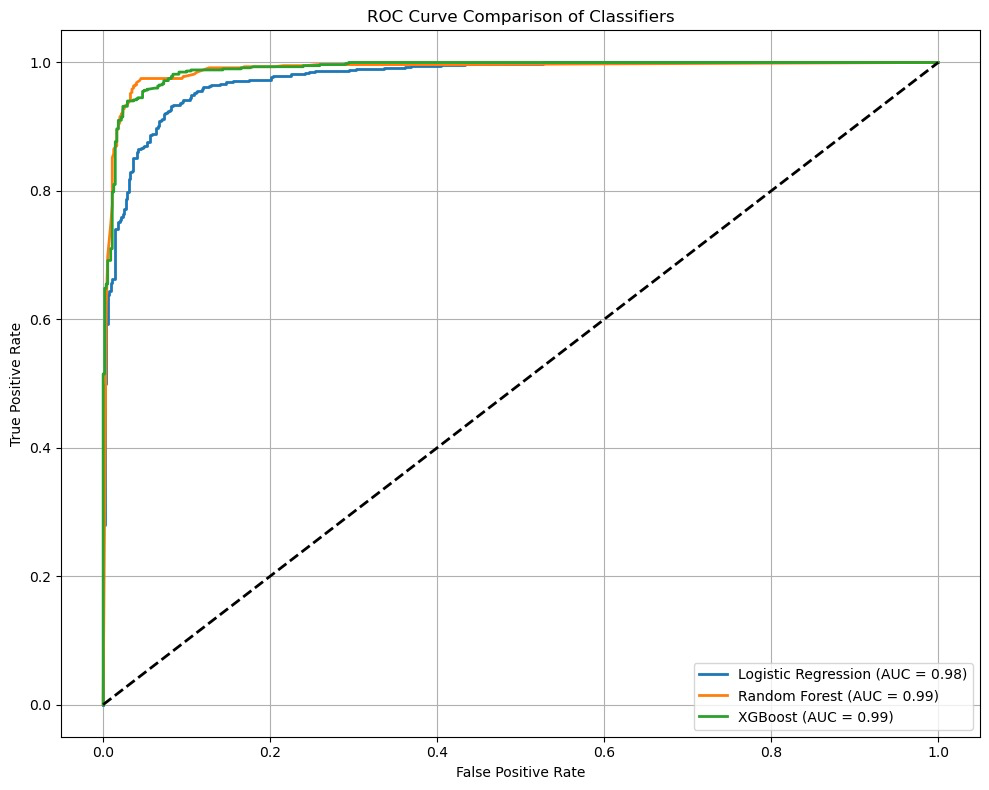 ROC Curve Comparison of Classifiers
True Positive Rate
1.0
0.8
0.6
0.4
0.2
0.0
0.0 0.2 0.4 0.6 0.8 1.0
False Positive Rate
Logistic Regression (AUC = 0.98)
Random Forest (AUC = 0.99)
XGBoost (AUC = 0.99)